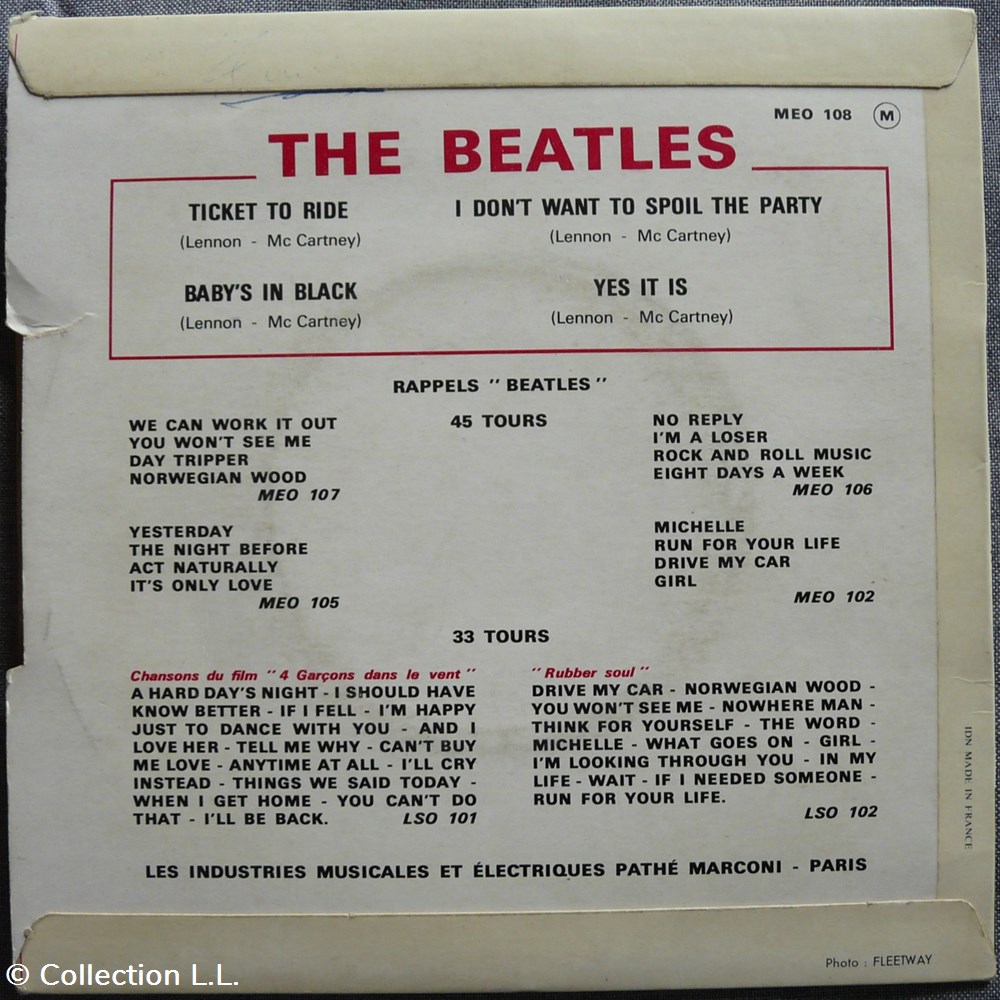 MEO 108 M
THE BEATLES
TICKET TO RIDE
(Lennon - Mc Cartney)
I DON'T WANT TO SPOIL THE PARTY
(Lennon - Mc Cartney)
BABY'S IN BLACK
(Lennon - Mc Cartney)
YES IT IS
(Lennon - Mc Cartney)
RAPPELS " BEATLES "
45 TOURS
WE CAN WORK IT OUT
YOU WON'T SEE ME
DAY TRIPPER
NORWEGIAN WOOD
MEO 107
NO REPLY
I'M A LOSER
ROCK AND ROLL MUSIC
EIGHT DAYS A WEEK
MEO 106
YESTERDAY
THE NIGHT BEFORE
ACT NATURALLY
IT'S ONLY LOVE
MEO 105
MICHELLE
RUN FOR YOUR LIFE
DRIVE MY CAR
GIRL
MEO 102
33 TOURS
Chansons du film " 4 Garçons dans le vent "
A HARD DAY'S NIGHT - I SHOULD HAVE
KNOW BETTER - IF I FELL - I'M HAPPY
JUST TO DANCE WITH YOU - AND I
LOVE HER - TELL ME WHY - CAN'T BUY
ME LOVE - ANYTIME AT ALL - I'LL CRY
INSTEAD - THINGS WE SAID TODAY -
WHEN I GET HOME - YOU CAN'T DO
THAT - I'LL BE BACK. LSO 101
" Rubber soul "
DRIVE MY CAR - NORWEGIAN WOOD -
YOU WON'T SEE ME - NOWHERE MAN -
THINK FOR YOURSELF - THE WORD -
MICHELLE - WHAT GOES ON - GIRL -
I'M LOOKING THROUGH YOU - IN MY
LIFE - WAIT - IF I NEEDED SOMEONE -
RUN FOR YOUR LIFE.
LSO 102
IDN MADE IN FRANCE
LES INDUSTRIES MUSICALES ET ÉLECTRIQUES PATHÉ MARCONI - PARIS
Photo : FLEETWAY
© Collection L.L.